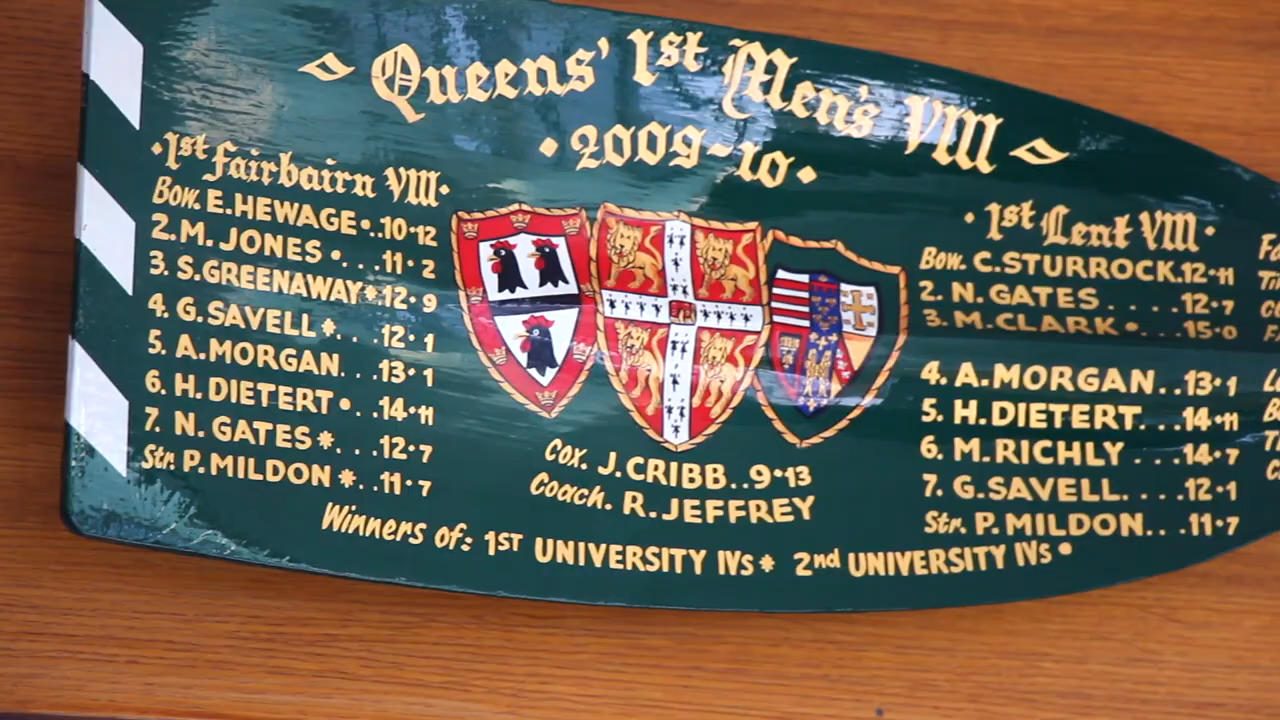 Queens' 1st Men's VIII
• 2009-10 •
• 1st Fairbairn VIII •
Bow. E.HEWAGE •..10•12
2. M. JONES •. . .11•2
3. S.GREENAWAY*.12•9
4. G.SAVELL *. . .12•1
5. A.MORGAN. . .13•1
6. H. DIETERT •. .14•11
7. N. GATES *. . .12•7
Str. P.MILDON *. .11•7
Cox. J.CRIBB..9•13
Coach. R.JEFFREY
• 1st Lent VIII •
Bow. C.STURROCK.12•11
2. N. GATES . . . .12•7
3. M.CLARK •. . . .15•0
4. A.MORGAN..13•1
5. H.DIETERT. . .14•11
6. M.RICHLY . . .14•7
7. G.SAVELL. . . .12•1
Str. P.MILDON. . .11•7
Winners of: 1ST UNIVERSITY IVs * 2nd UNIVERSITY IVs •